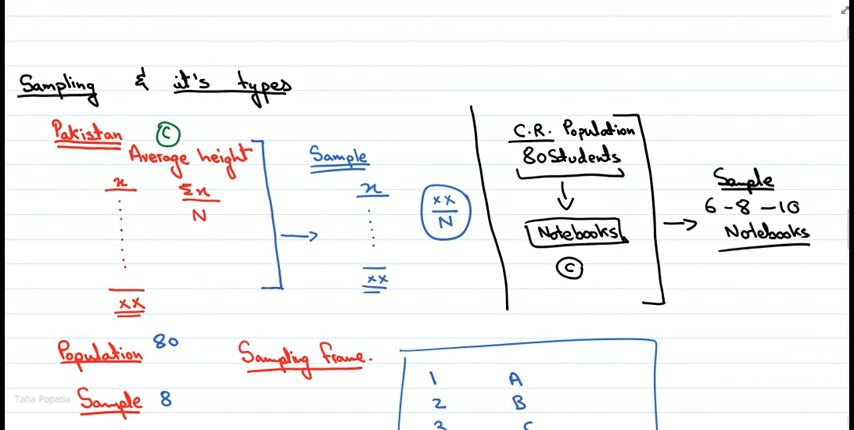 Sampling & it's types
Pakistan C
Average height
x Σx
N
xx
Sample
x
xx
xx
N
C.R. Population
80 Students
Notebooks
C
Sample
6 - 8 - 10
Notebooks
Population 80
Sample 8
Sampling Frame.
1 A
2 B
3 C
Taha Popatia